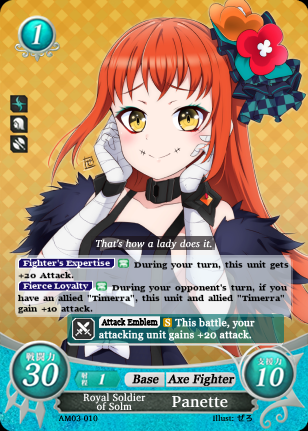 1
That's how a lady does it.
Fighter's Expertise 常 During your turn, this unit gets
+20 Attack.
Fierce Loyalty 常 During your opponent's turn, if you
have an allied "Timerra", this unit and allied "Timerra"
gain +10 attack.
Attack Emblem S This battle, your
attacking unit gains +20 attack.
戦闘力 30
射程 1 Base Axe Fighter
支援力 10
Royal Soldier
of Solm
Panette
AM03-010
Illust: ぜろ